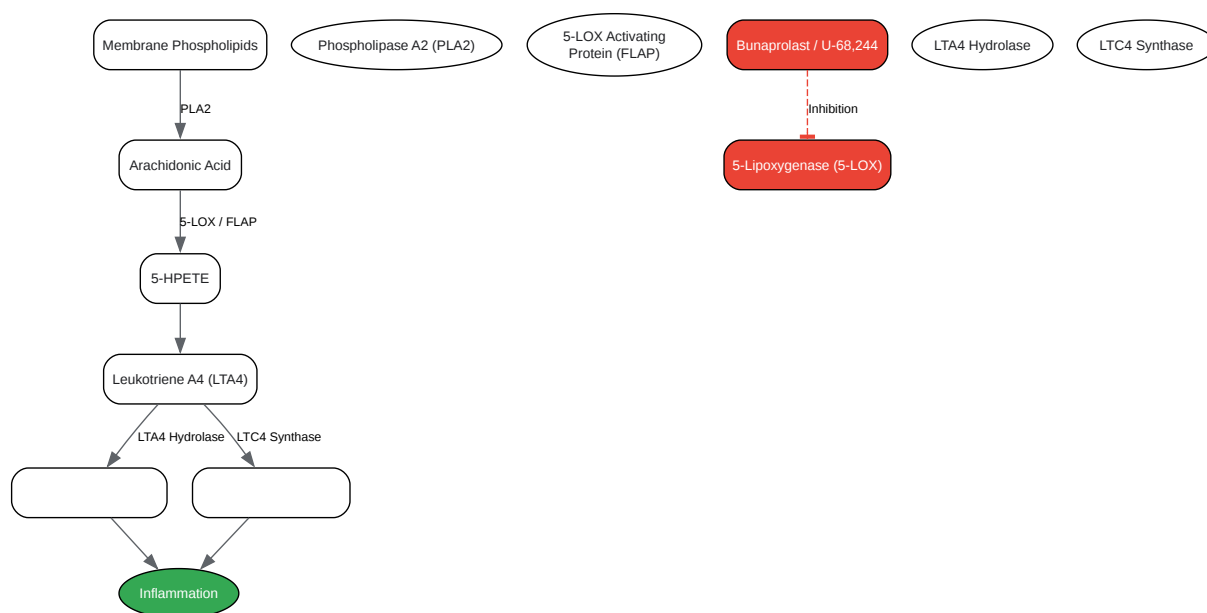 Membrane Phospholipids
Phospholipase A2 (PLA2)
5-LOX Activating
Protein (FLAP)
Bunaprolast / U-68,244
LTA4 Hydrolase
LTC4 Synthase
PLA2
Inhibition
Arachidonic Acid
5-Lipoxygenase (5-LOX)
5-LOX / FLAP
5-HPETE
Leukotriene A4 (LTA4)
LTA4 Hydrolase
LTC4 Synthase
Inflammation